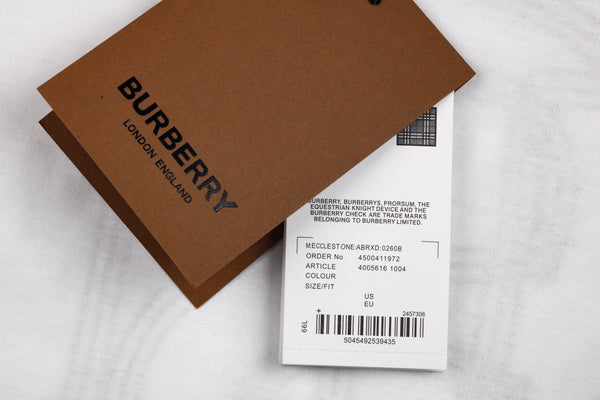 BURBERRY
LONDON ENGLAND
BURBERRY, BURBERRYS, PRORSUM, THE
EQUESTRIAN KNIGHT DEVICE AND THE
BURBERRY CHECK ARE TRADE MARKS
BELONGING TO BURBERRY LIMITED.
MECCLESTONE:ABRXD:0260B
ORDER No 4500411972
ARTICLE 4005616 1004
COLOUR
SIZE/FIT
US
EU
+ 2457306
66L
5045492539435